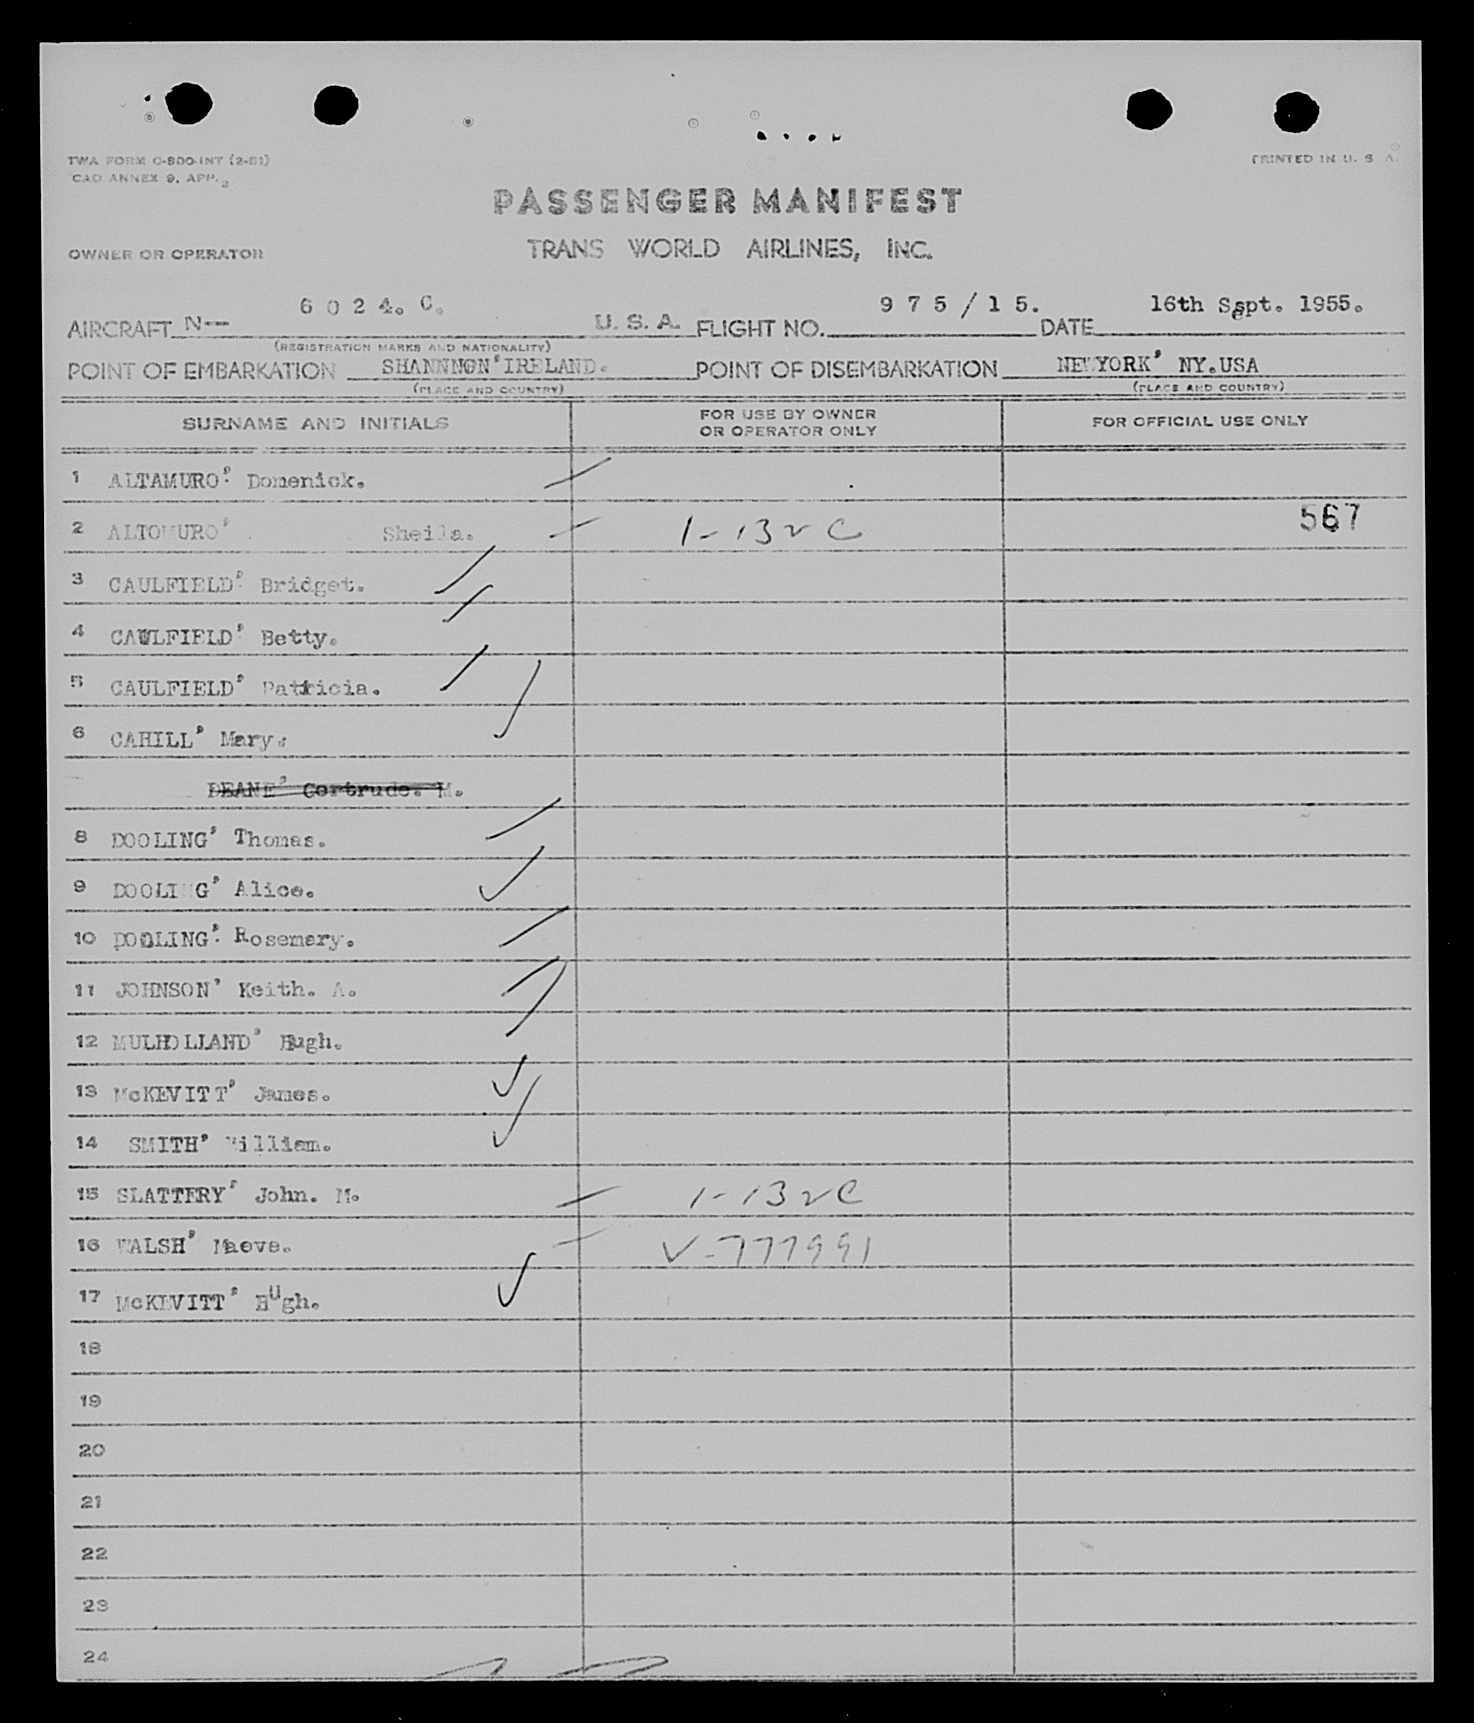 TWA FORM C-800-INT (2-51)
PRINTED IN U. S. A.
CAO ANNEX 9, APP. 2
PASSENGER MANIFEST
OWNER OR OPERATOR
TRANS WORLD AIRLINES, INC.
AIRCRAFT N-- 6 0 2 4. C. U. S. A. FLIGHT NO. 9 7 5 / 1 5. DATE 16th Sept. 1955.
(REGISTRATION MARKS AND NATIONALITY)
POINT OF EMBARKATION SHANNNON' IRELAND. POINT OF DISEMBARKATION NEWYORK' NY.USA
(PLACE AND COUNTRY) (PLACE AND COUNTRY)
SURNAME AND INITIALS
FOR USE BY OWNER
OR OPERATOR ONLY
FOR OFFICIAL USE ONLY
1 ALTAMURO' Domenick.
2 ALTOMURO' Sheila. 1-132 C 567
3 CAULFIELD' Bridget.
4 CAULFIELD' Betty.
5 CAULFIELD' Patricia.
6 CAHILL' Mary.
DEANE' Gertrude. M.
8 DOOLING' Thomas.
9 DOOLING' Alice.
10 DOOLING' Rosemary.
11 JOHNSON' Keith. A.
12 MULHOLLAND' Hugh.
13 McKEVITT' James.
14 SMITH' William.
15 SLATTERY' John. M. 1-132 C
16 WALSH' Maeve. V-777991
17 McKEVITT' Hugh.
18
19
20
21
22
23
24